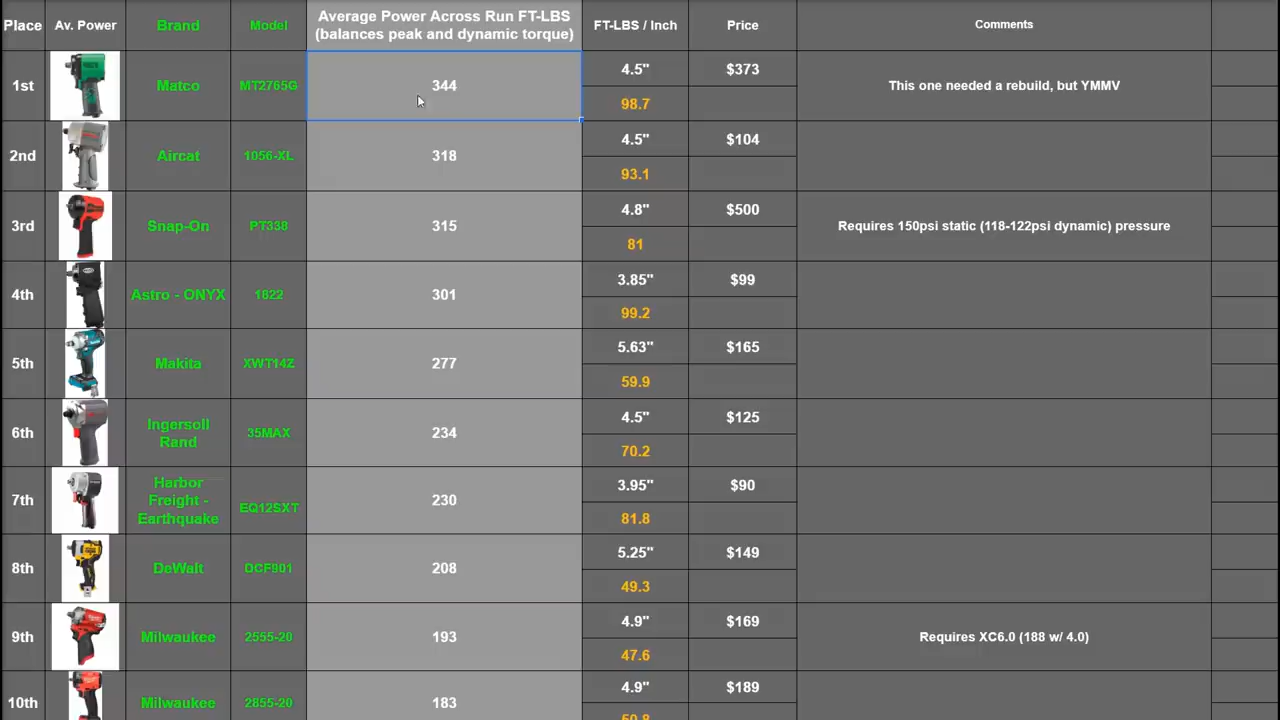 Place Av. Power Brand Model Average Power Across Run FT-LBS (balances peak and dynamic torque) FT-LBS / Inch Price Comments
1st Matco MT2765G 344 4.5" $373 This one needed a rebuild, but YMMV
98.7
2nd Aircat 1056-XL 318 4.5" $104
93.1
3rd Snap-On PT338 315 4.8" $500 Requires 150psi static (118-122psi dynamic) pressure
81
4th Astro - ONYX 1822 301 3.85" $99
99.2
5th Makita XWT14Z 277 5.63" $165
59.9
6th Ingersoll Rand 35MAX 234 4.5" $125
70.2
7th Harbor Freight - Earthquake EQ12SXT 230 3.95" $90
81.8
8th DeWalt DCF901 208 5.25" $149
49.3
9th Milwaukee 2555-20 193 4.9" $169 Requires XC6.0 (188 w/ 4.0)
47.6
10th Milwaukee 2855-20 183 4.9" $189
50.8